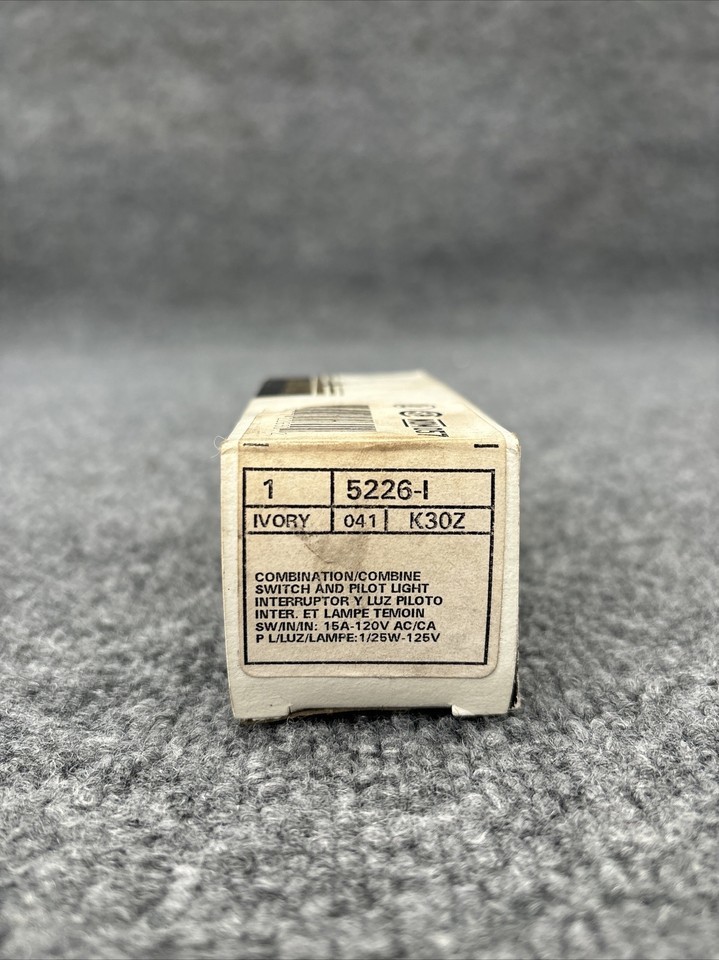 1 5226-I
IVORY 041 K30Z
COMBINATION/COMBINE
SWITCH AND PILOT LIGHT
INTERRUPTOR Y LUZ PILOTO
INTER. ET LAMPE TEMOIN
SW/IN/IN: 15A-120V AC/CA
P L/LUZ/LAMPE:1/25W-125V